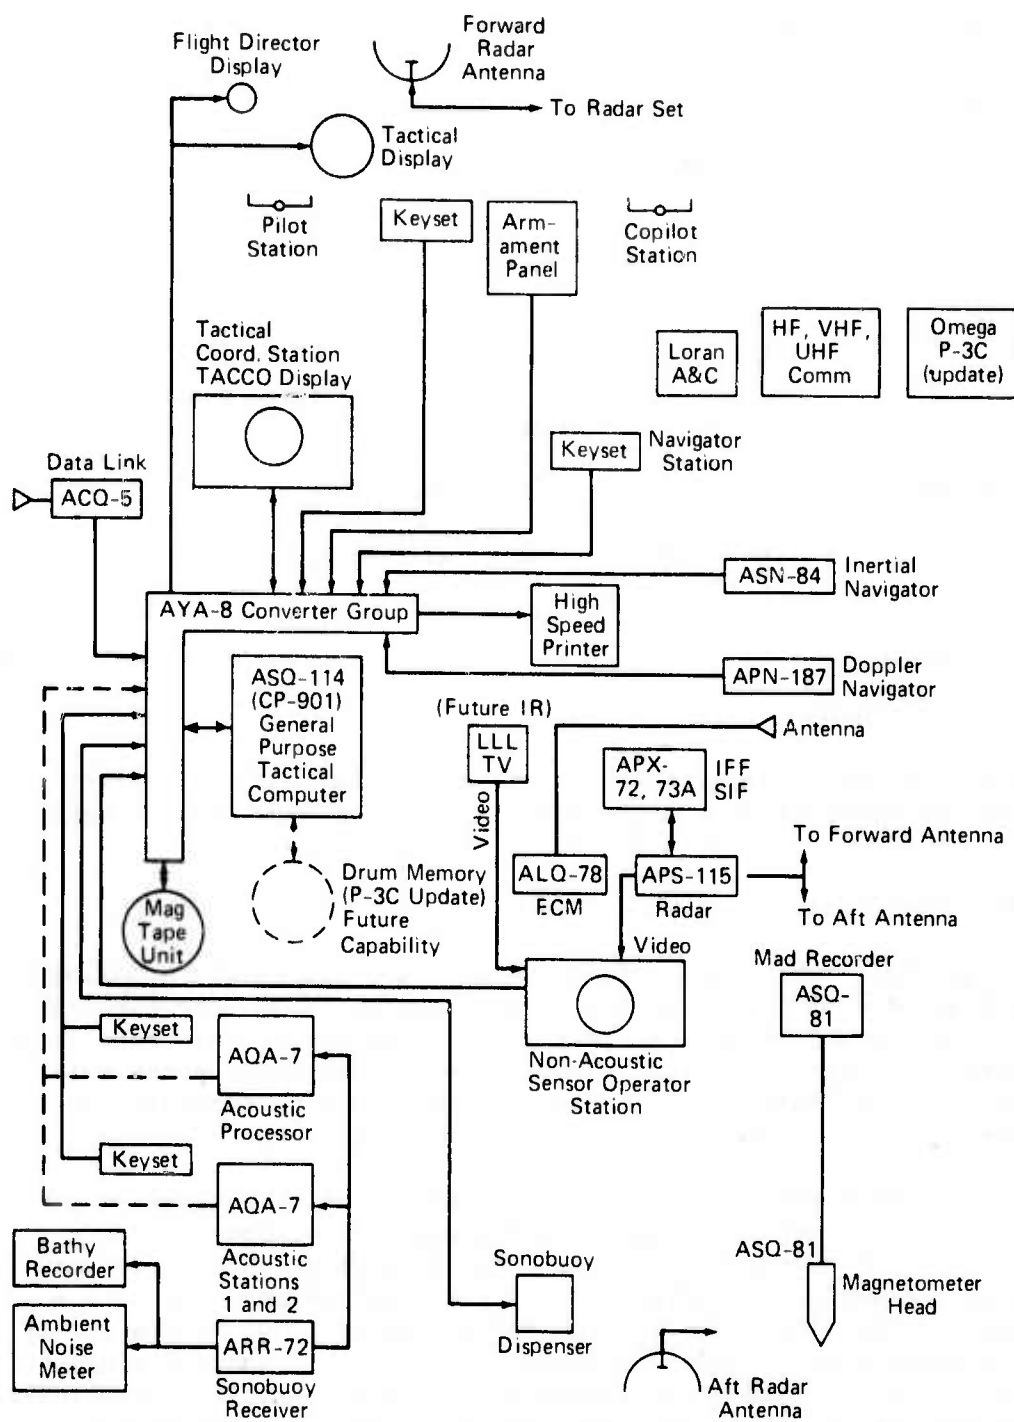 Forward
Radar
Antenna
Flight Director
Display
To Radar Set
Tactical
Display
Pilot
Station
Keyset
Arm-
ament
Panel
Copilot
Station
Tactical
Coord. Station
TACCO Display
Loran
A&C
HF, VHF,
UHF
Comm
Omega
P-3C
(update)
Keyset
Navigator
Station
Data Link
ACQ-5
AYA-8 Converter Group
High
Speed
Printer
ASN-84
Inertial
Navigator
ASQ-114
(CP-901)
General
Purpose
Tactical
Computer
APN-187
Doppler
Navigator
(Future IR)
LLL
TV
Video
Antenna
APX-
72, 73A
IFF
SIF
To Forward Antenna
ALQ-78
ECM
APS-115
Radar
To Aft Antenna
Drum Memory
(P-3C Update)
Future
Capability
Mag
Tape
Unit
Video
Mad Recorder
ASQ-
81
Keyset
AQA-7
Acoustic
Processor
Non-Acoustic
Sensor Operator
Station
Keyset
AQA-7
Acoustic
Stations
1 and 2
Bathy
Recorder
Ambient
Noise
Meter
ARR-72
Sonobuoy
Receiver
Sonobuoy
Dispenser
ASQ-81
Magnetometer
Head
Aft Radar
Antenna